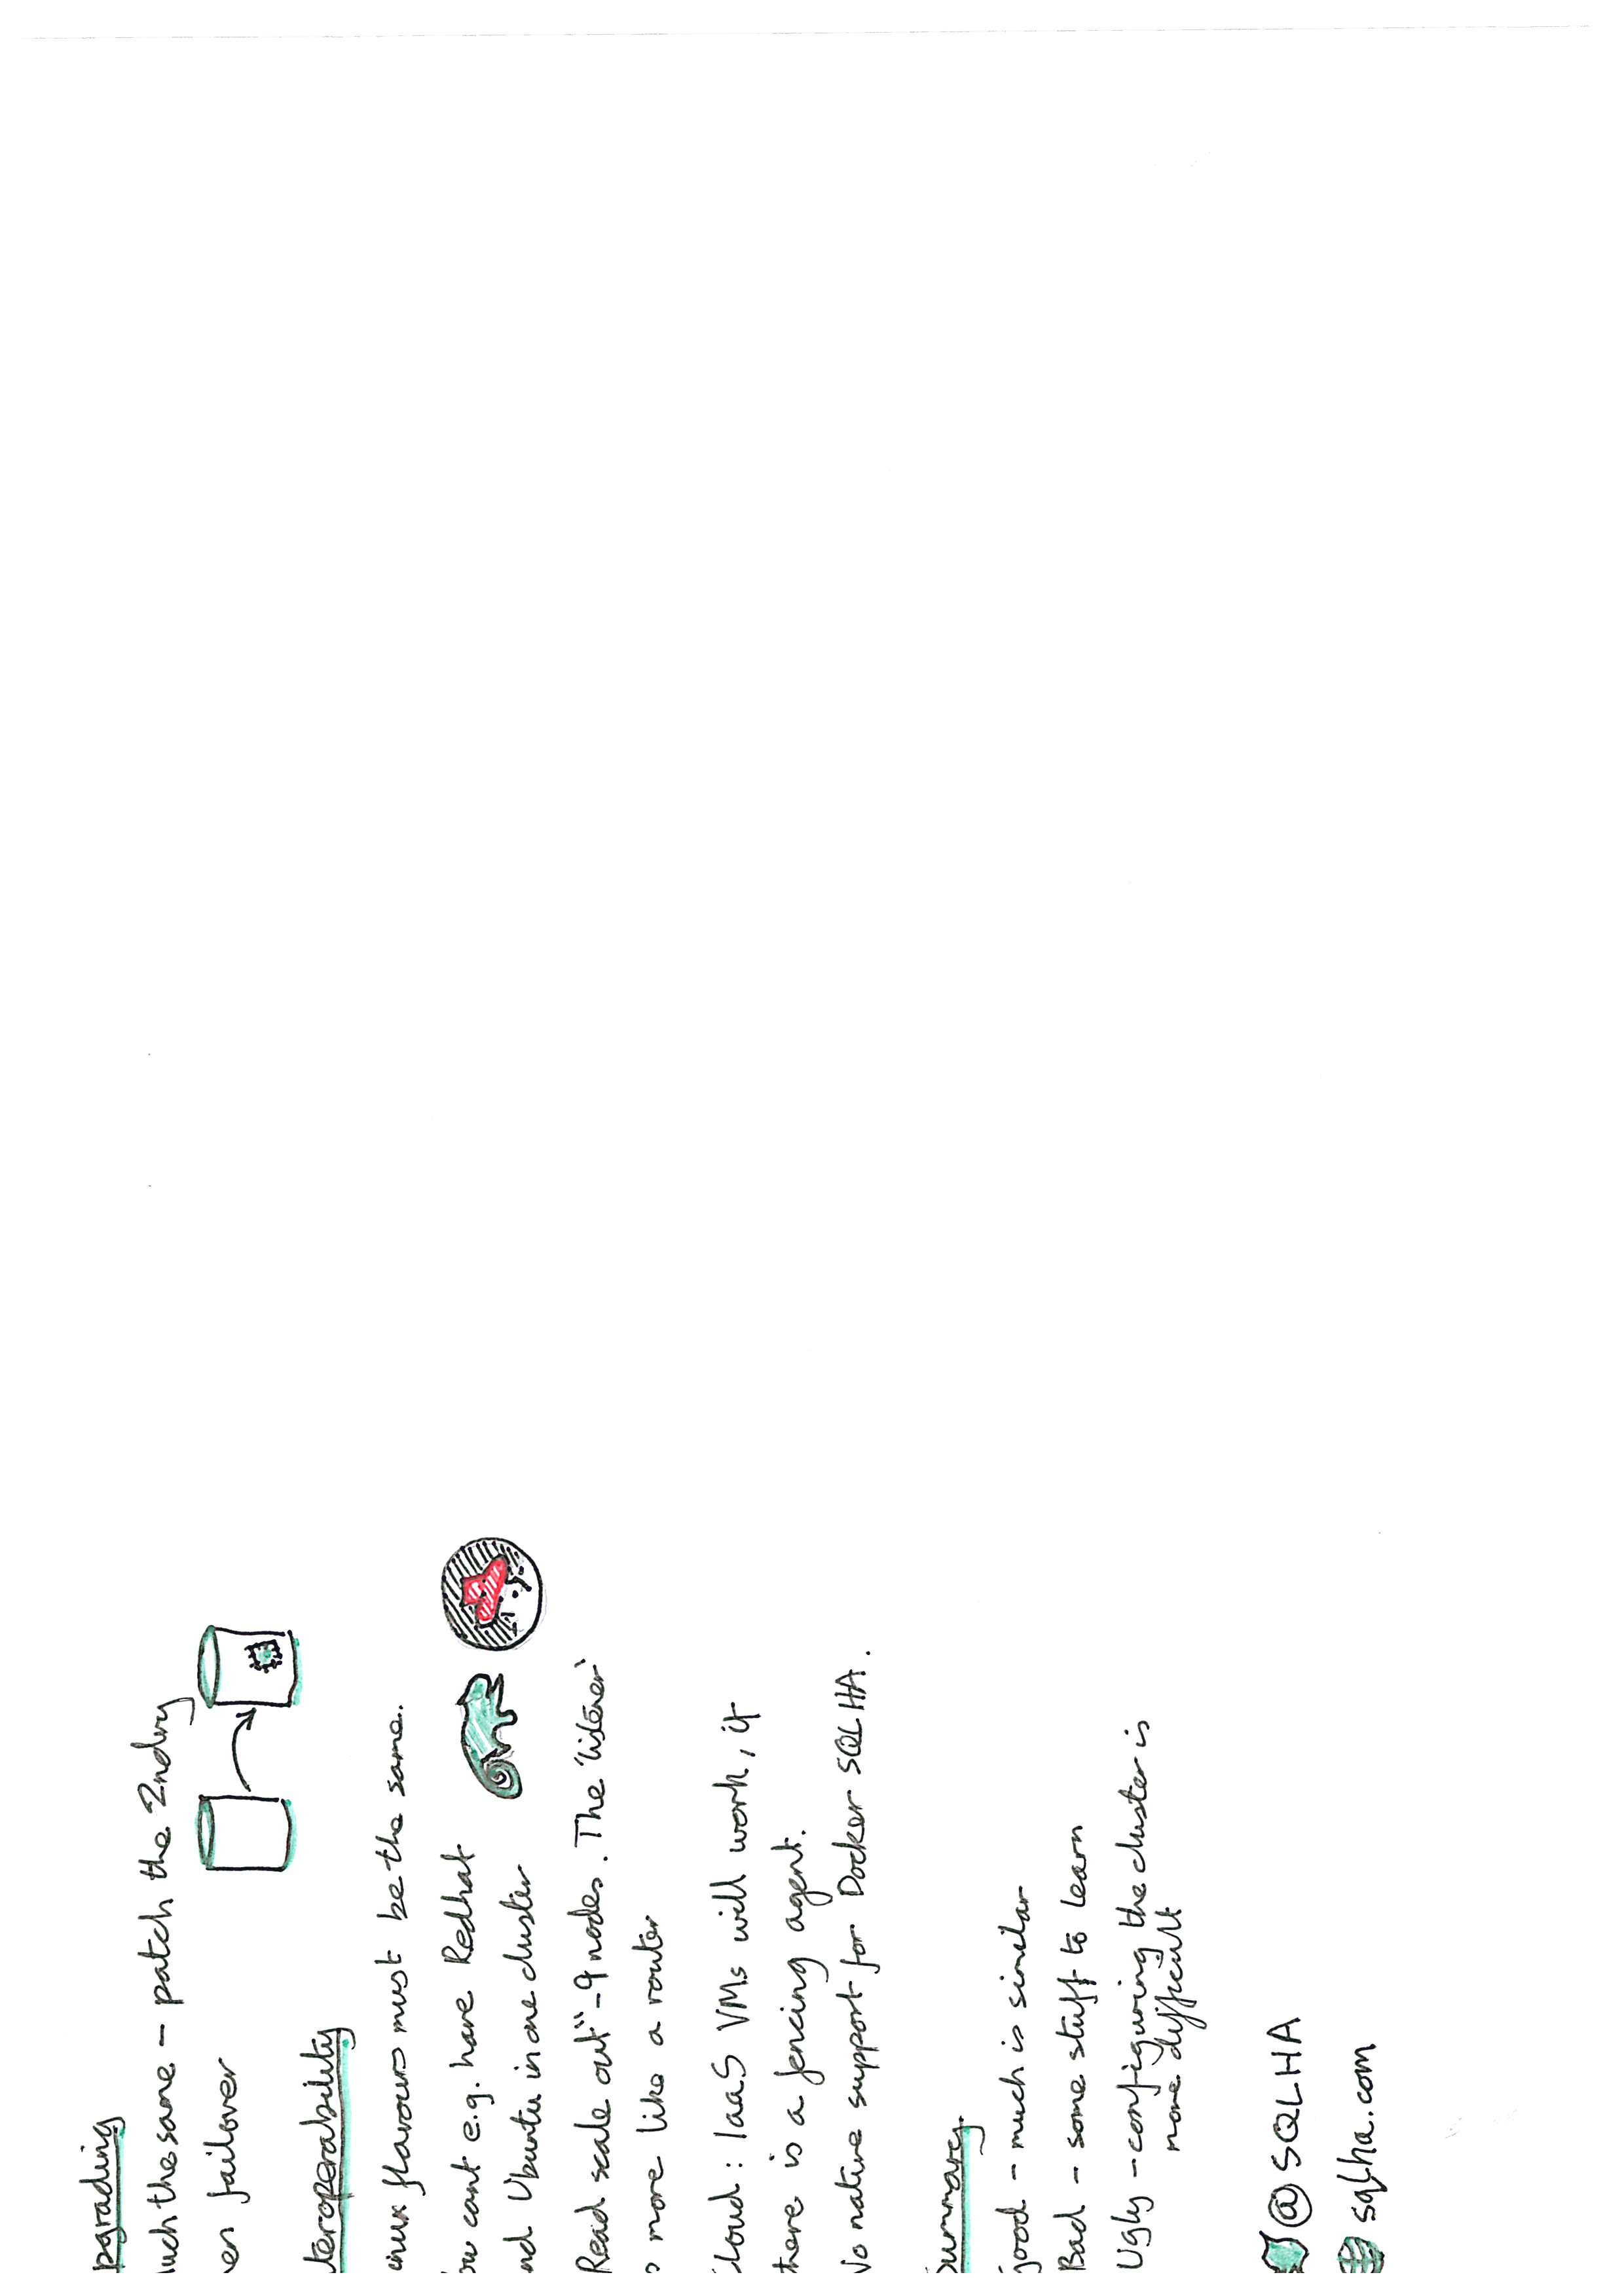 pgrading
uch the same – patch the 2ndry
en failover
teroperability
inux flavours must be the same.
ou cant e.g. have Redhat
nd Ubuntu in one cluster
Read scale out" – 9 nodes. The 'listener'
s more like a router
Cloud: IaaS VMs will work, if
there is a fencing agent.
No native support for Docker SQL HA.
Summary
Good – much is similar
Bad – some stuff to learn
Ugly – configuring the cluster is
more difficult
@SQLHA
sqlha.com